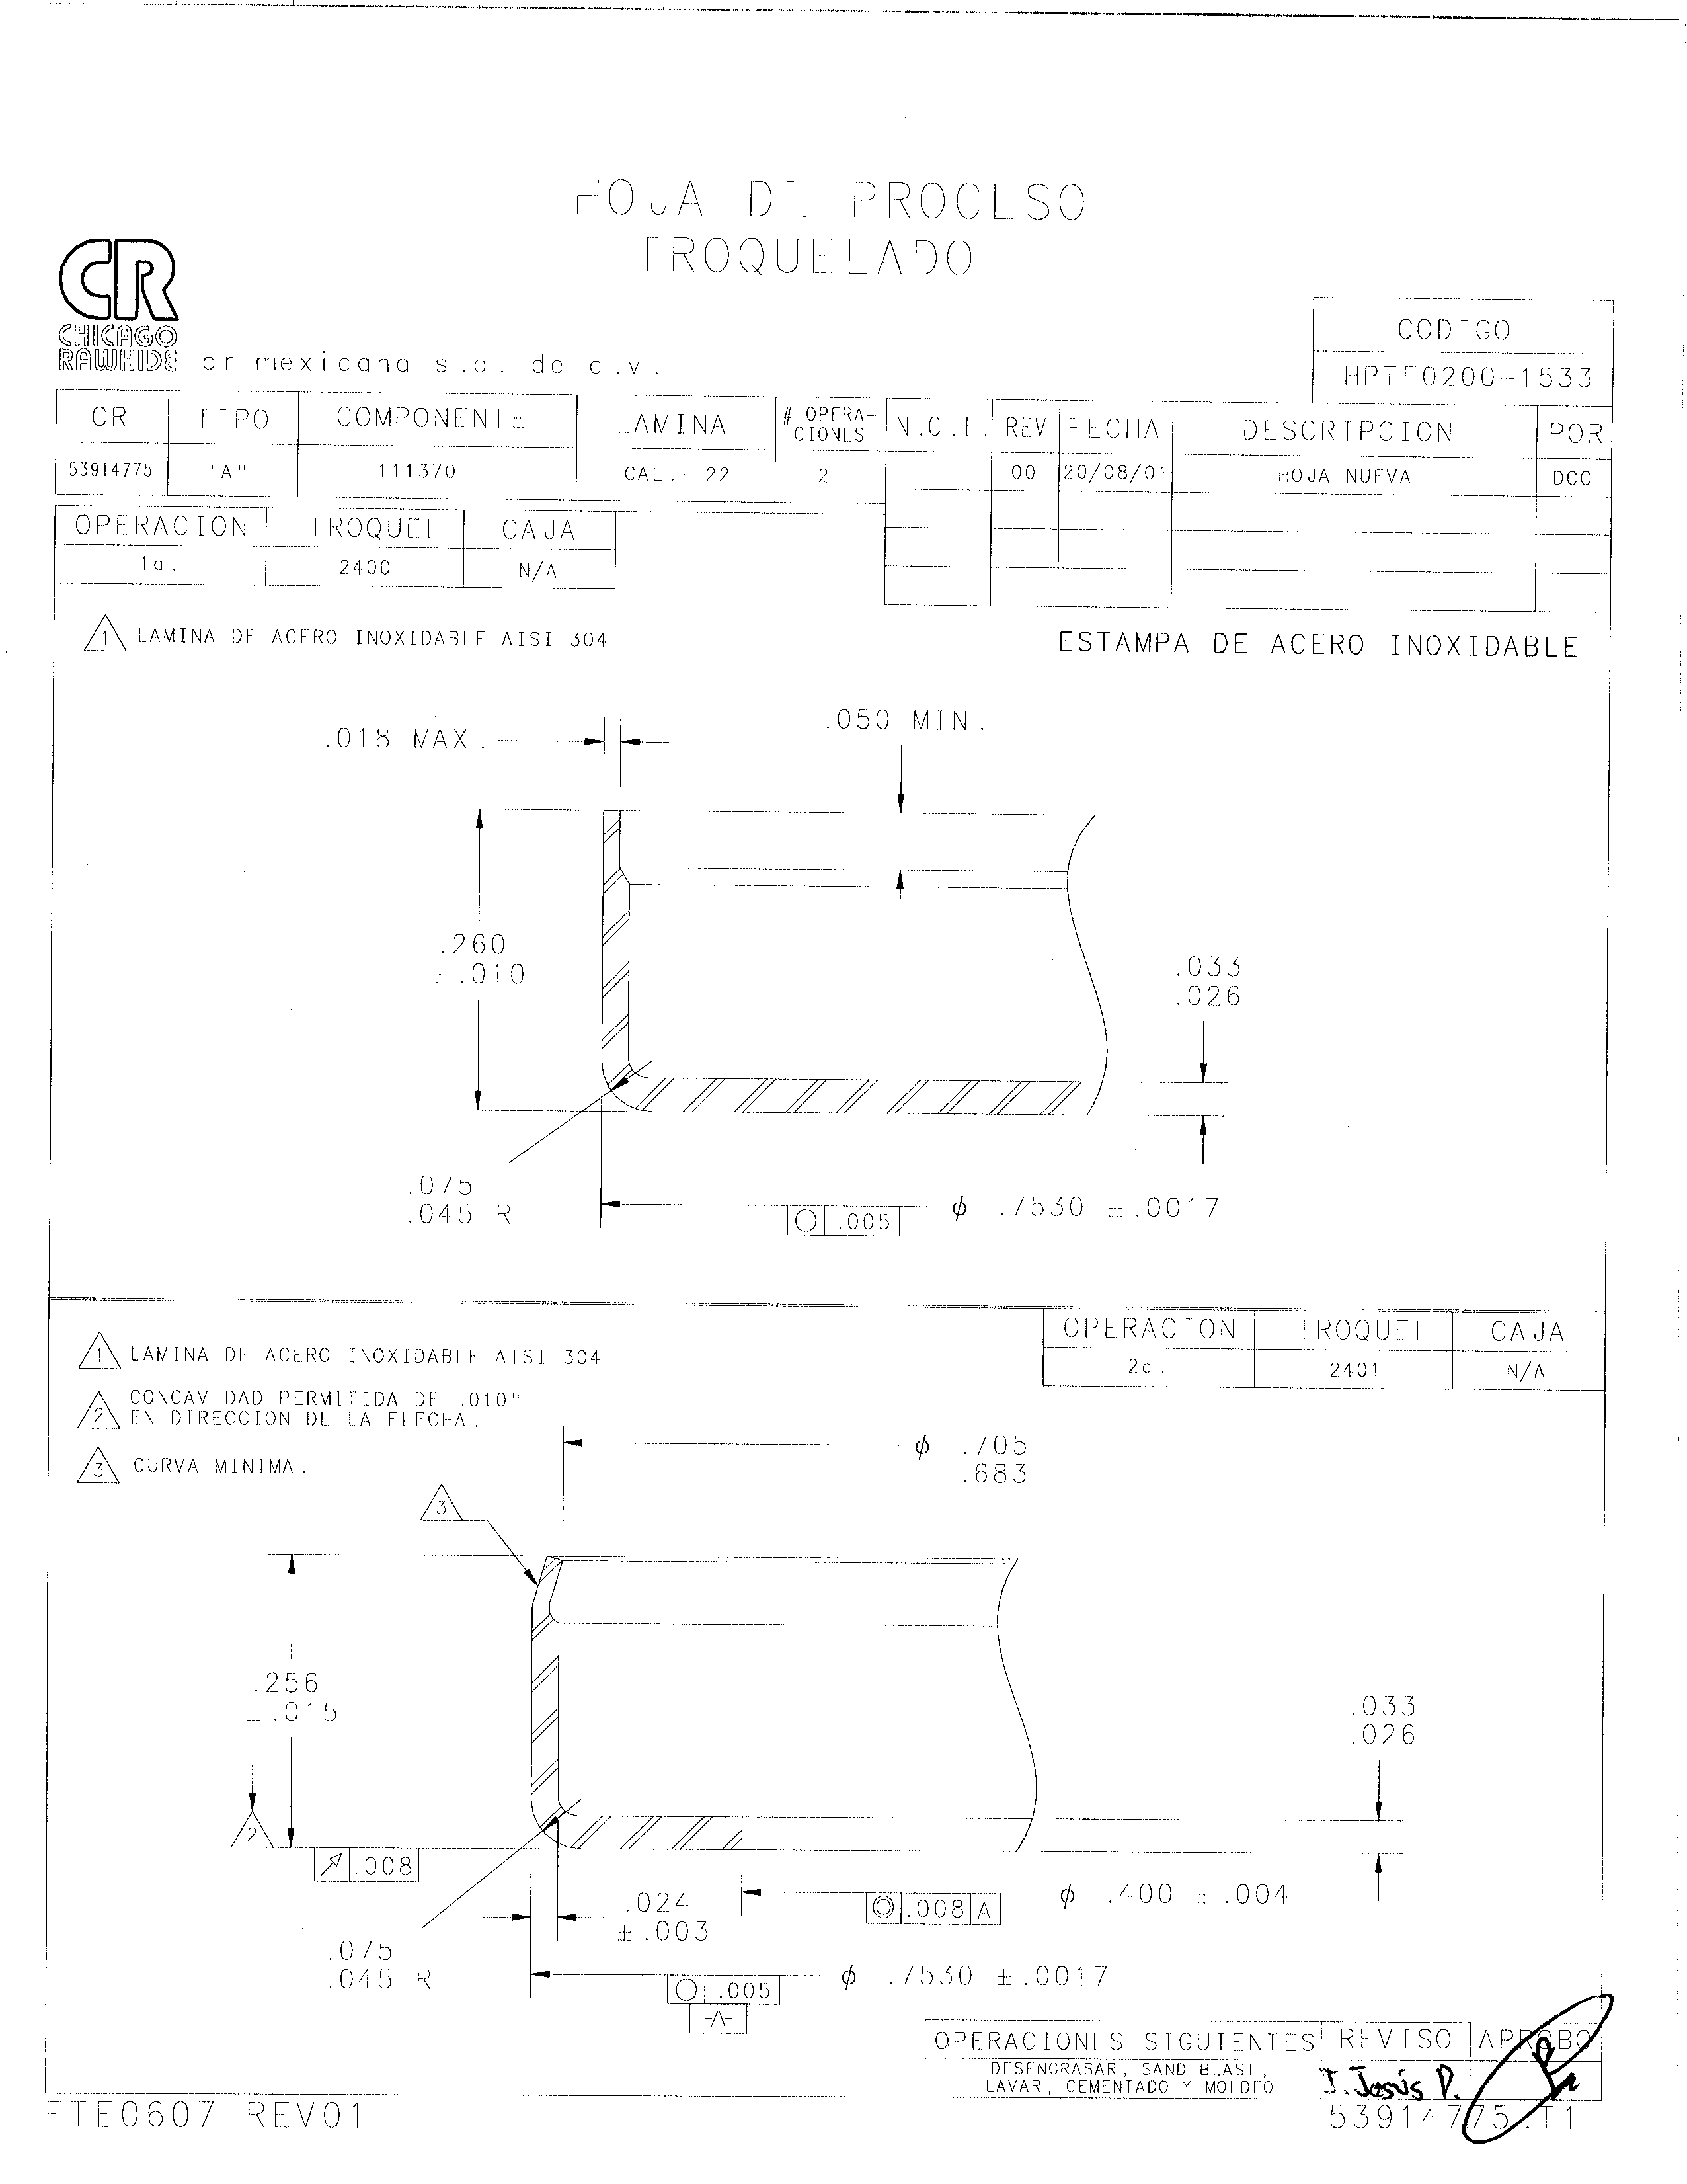 HOJA DE PROCESO
TROQUELADO
CR
CHICAGO
RAWHIDE
cr mexicana s.a. de c.v.
CODIGO
HPTE0200-1533
CR TIPO COMPONENTE LAMINA # OPERA-CIONES N.C.I. REV FECHA DESCRIPCION POR
53914775 "A" 111370 CAL.- 22 2 00 20/08/01 HOJA NUEVA DCC
OPERACION TROQUEL CAJA
1a. 2400 N/A
1 LAMINA DE ACERO INOXIDABLE AISI 304
ESTAMPA DE ACERO INOXIDABLE
.018 MAX.
.050 MIN.
.260
±.010
.033
.026
.075
.045 R
○ .005
ϕ .7530 ±.0017
OPERACION TROQUEL CAJA
2a. 2401 N/A
1 LAMINA DE ACERO INOXIDABLE AISI 304
2 CONCAVIDAD PERMITIDA DE .010"
EN DIRECCION DE LA FLECHA.
3 CURVA MINIMA.
ϕ .705
.683
3
.256
±.015
.033
.026
2
↗ .008
.024
±.003
◎ .008 A
ϕ .400 ±.004
.075
.045 R
○ .005
-A-
ϕ .7530 ±.0017
OPERACIONES SIGUIENTES REVISO APROBO
DESENGRASAR, SAND-BLAST,
LAVAR, CEMENTADO Y MOLDEO
J. Jesús P.
FTE0607 REV01
53914775.T1